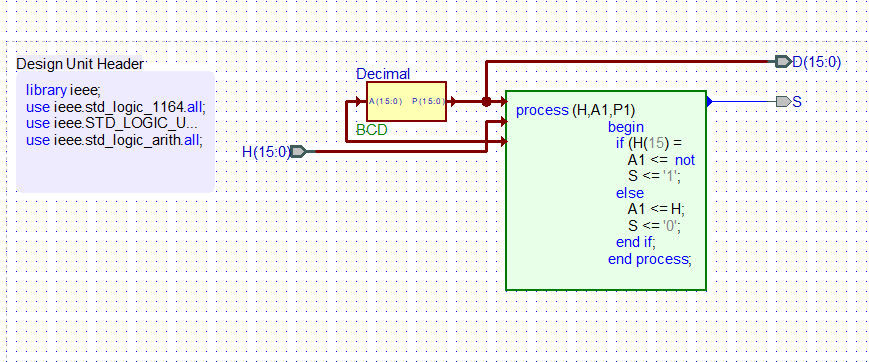 Design Unit Header
library ieee;
use ieee.std_logic_1164.all;
use ieee.STD_LOGIC_U...
use ieee.std_logic_arith.all;
Decimal
A(15:0) P(15:0)
BCD
H(15:0)
D(15:0)
S
process (H,A1,P1)
begin
if (H(15) =
A1 <= not
S <= '1';
else
A1 <= H;
S <= '0';
end if;
end process;